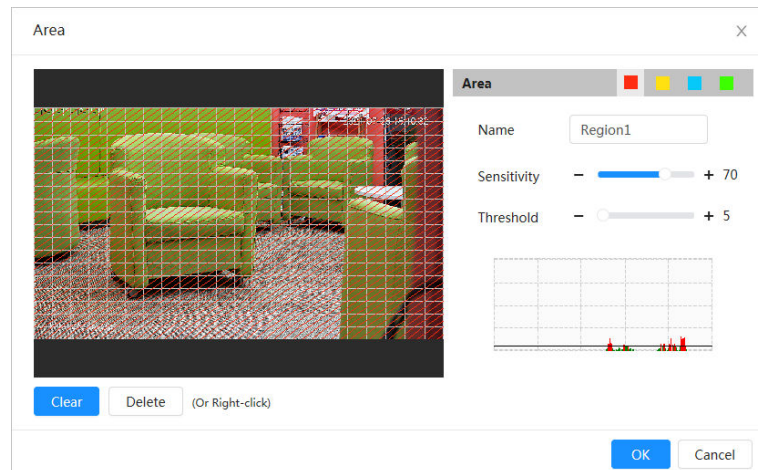 Area
X
Area
Name
Region1
Sensitivity
- + 70
Threshold
- + 5
Clear
Delete
(Or Right-click)
OK
Cancel